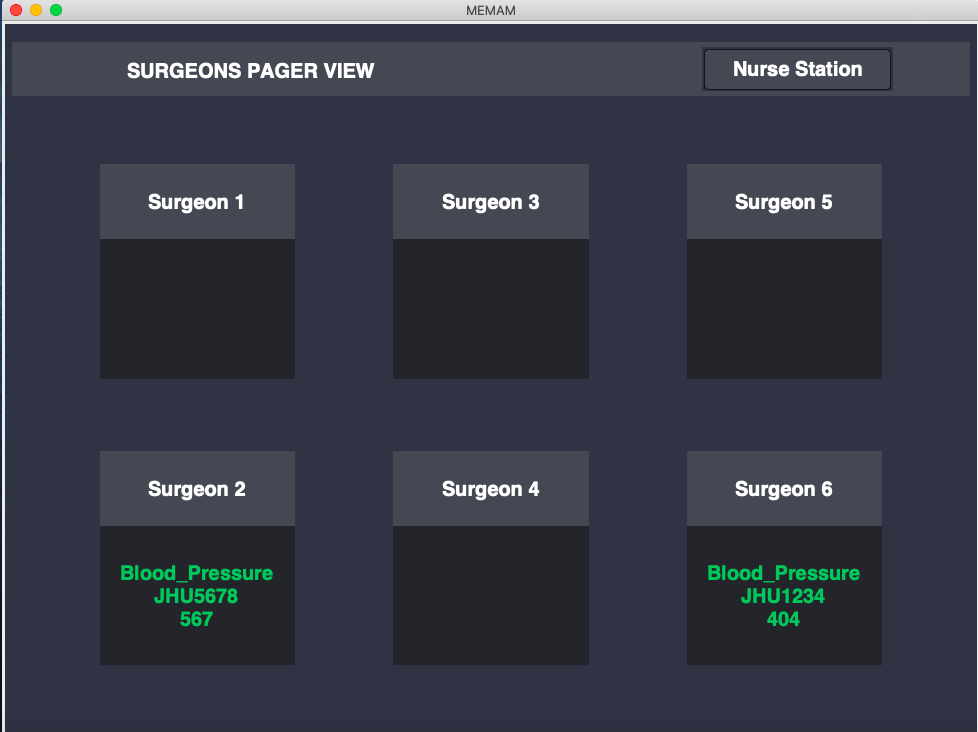 MEMAM
SURGEONS PAGER VIEW
Nurse Station
Surgeon 1
Surgeon 3
Surgeon 5
Surgeon 2
Surgeon 4
Surgeon 6
Blood_Pressure
JHU5678
567
Blood_Pressure
JHU1234
404